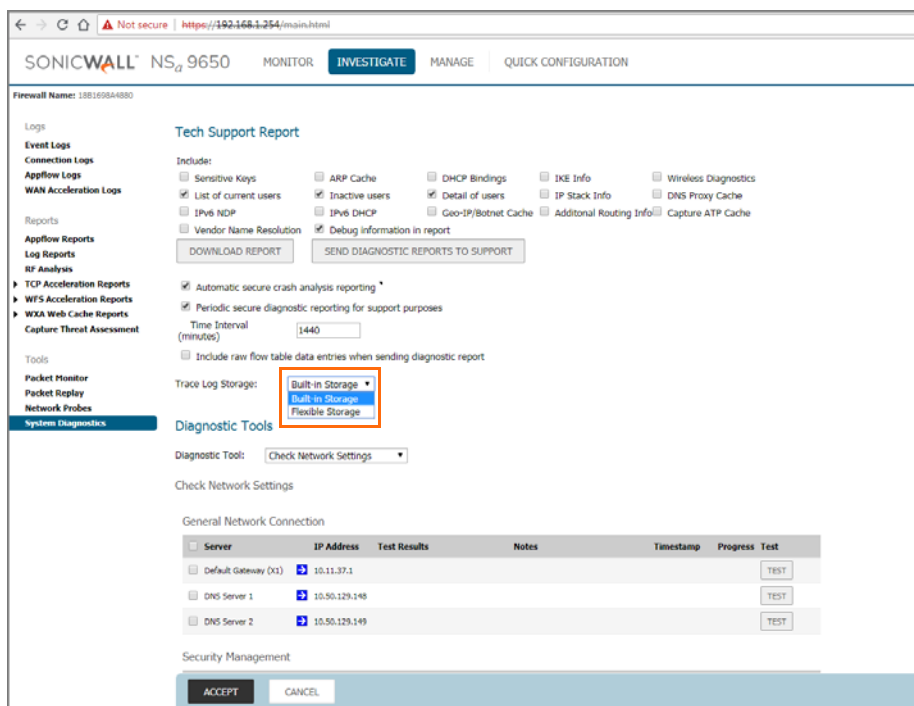 Not secure | https://192.168.1.254/main.html
SONICWALL NSa 9650 MONITOR INVESTIGATE MANAGE QUICK CONFIGURATION
Firewall Name: 18B1698A4880
Logs
Event Logs
Connection Logs
Appflow Logs
WAN Acceleration Logs
Reports
Appflow Reports
Log Reports
RF Analysis
TCP Acceleration Reports
WFS Acceleration Reports
WXA Web Cache Reports
Capture Threat Assessment
Tools
Packet Monitor
Packet Replay
Network Probes
System Diagnostics
Tech Support Report
Include:
Sensitive Keys ARP Cache DHCP Bindings IKE Info Wireless Diagnostics
List of current users Inactive users Detail of users IP Stack Info DNS Proxy Cache
IPv6 NDP IPv6 DHCP Geo-IP/Botnet Cache Additonal Routing Info Capture ATP Cache
Vendor Name Resolution Debug information in report
DOWNLOAD REPORT SEND DIAGNOSTIC REPORTS TO SUPPORT
Automatic secure crash analysis reporting *
Periodic secure diagnostic reporting for support purposes
Time Interval
(minutes) 1440
Include raw flow table data entries when sending diagnostic report
Trace Log Storage: Built-in Storage
Built-in Storage
Flexible Storage
Diagnostic Tools
Diagnostic Tool: Check Network Settings
Check Network Settings
General Network Connection
Server IP Address Test Results Notes Timestamp Progress Test
Default Gateway (X1) 10.11.37.1 TEST
DNS Server 1 10.50.129.148 TEST
DNS Server 2 10.50.129.149 TEST
Security Management
ACCEPT CANCEL